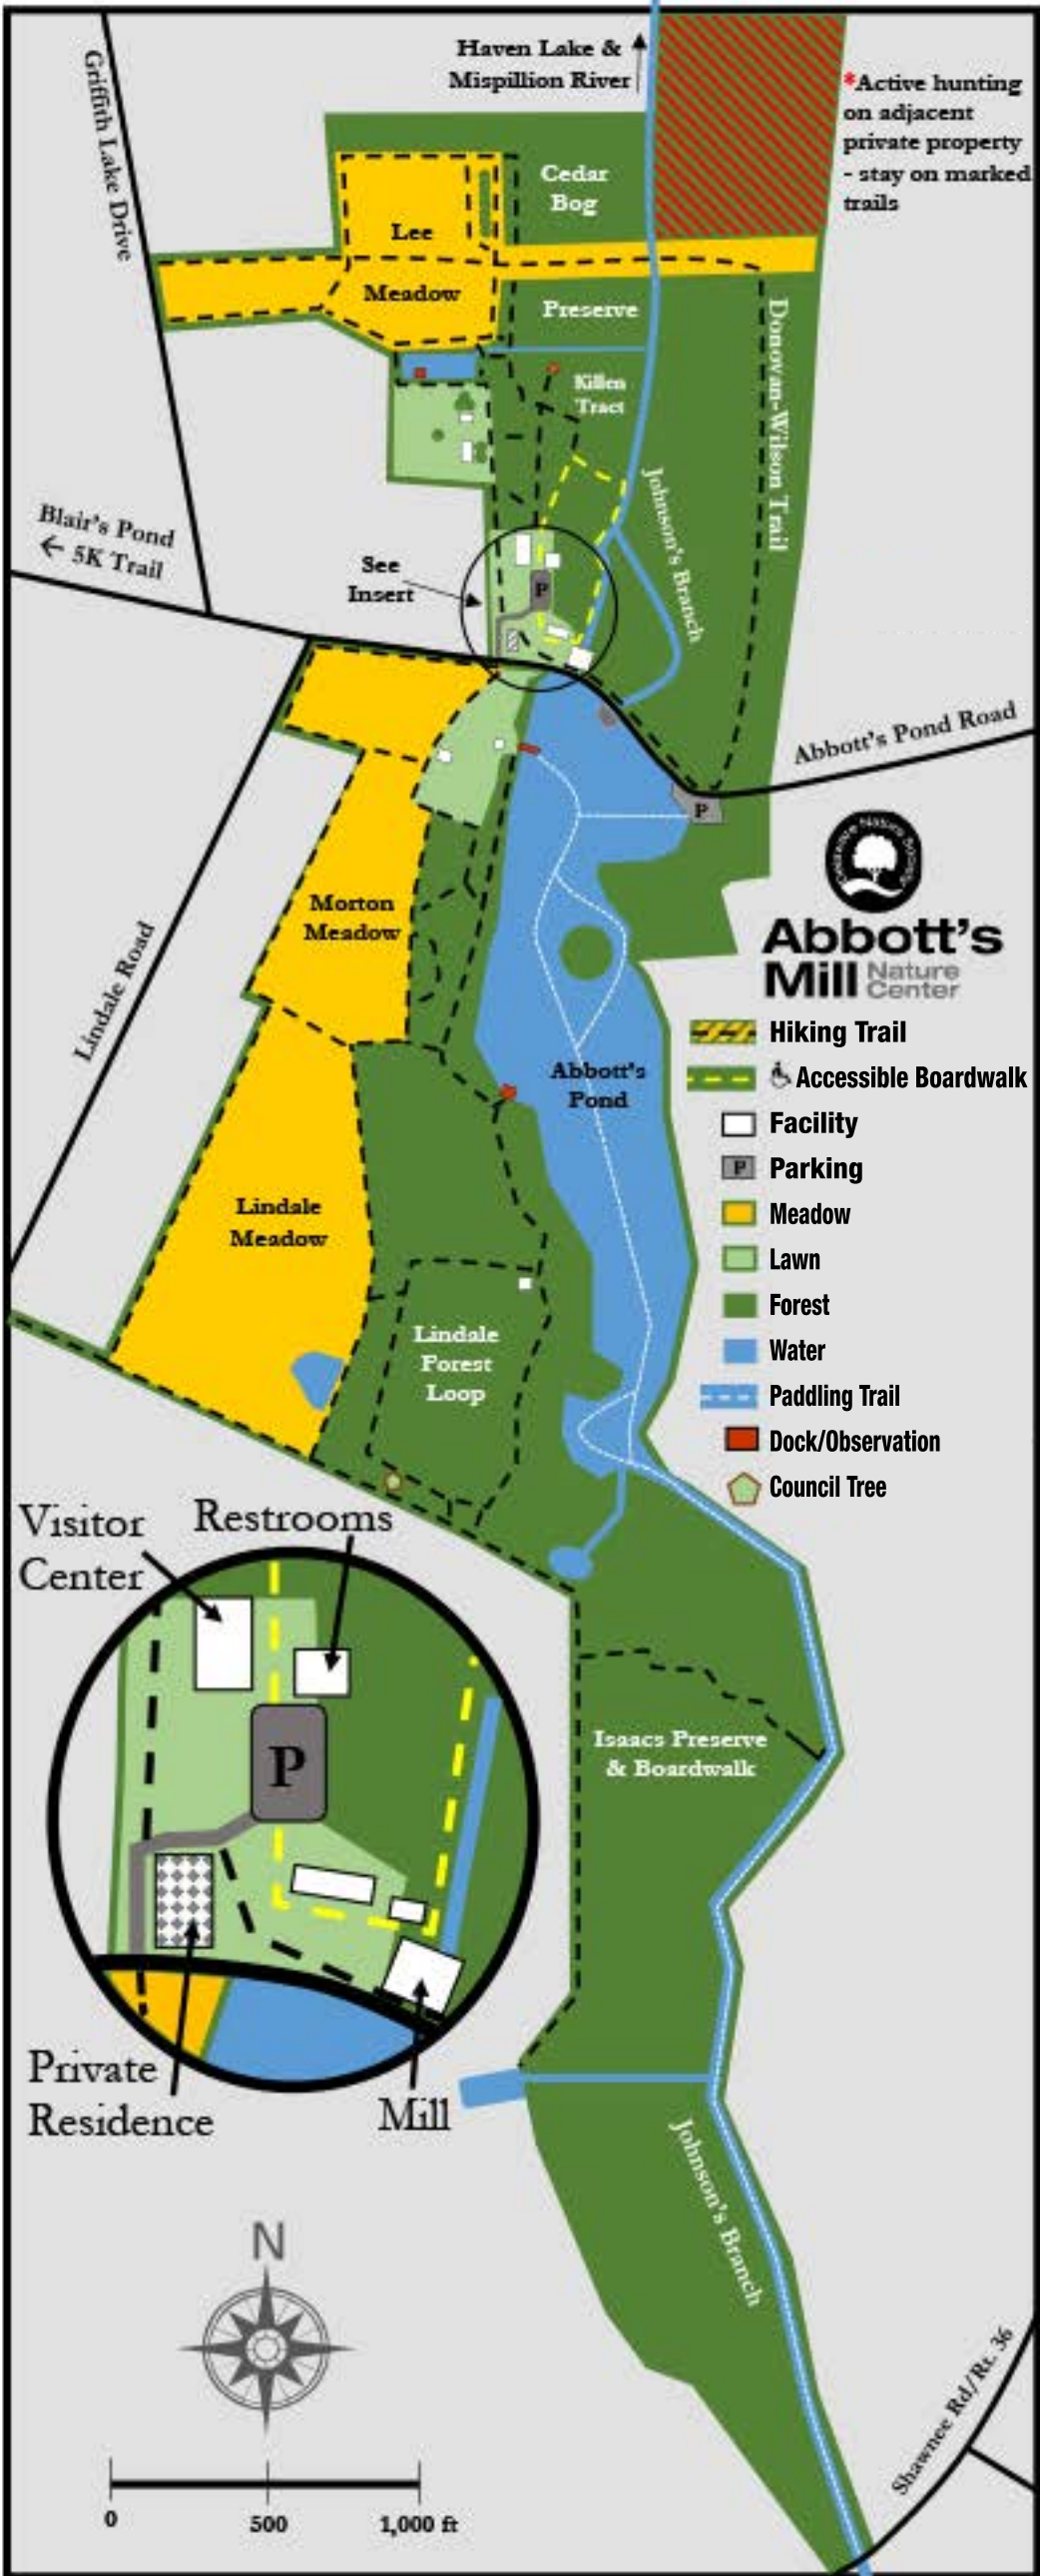 Haven Lake &
Mispillion River
*Active hunting
on adjacent
private property
- stay on marked
trails
Griffith Lake Drive
Cedar
Bog
Lee
Meadow
Preserve
Killen
Tract
Donovan-Wilson Trail
Johnson's Branch
Blair's Pond
← 5K Trail
See
Insert
P
Abbott's Pond Road
P
Delaware Nature Society
Abbott's
Mill Nature
Center
Morton
Meadow
Lindale Road
Abbott's
Pond
Hiking Trail
Accessible Boardwalk
Facility
P Parking
Meadow
Lawn
Forest
Water
Paddling Trail
Dock/Observation
Council Tree
Lindale
Meadow
Lindale
Forest
Loop
Visitor
Center
Restrooms
P
Private
Residence
Mill
Isaacs Preserve
& Boardwalk
Johnson's Branch
N
0
500
1,000 ft
Shawnee Rd/Rt. 36